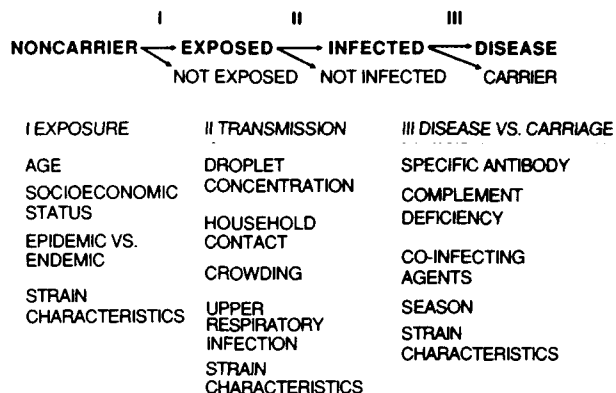 I II III
NONCARRIER EXPOSED INFECTED DISEASE
NOT EXPOSED NOT INFECTED CARRIER
I EXPOSURE
AGE
SOCIOECONOMIC
STATUS
EPIDEMIC VS.
ENDEMIC
STRAIN
CHARACTERISTICS
II TRANSMISSION
DROPLET
CONCENTRATION
HOUSEHOLD
CONTACT
CROWDING
UPPER
RESPIRATORY
INFECTION
STRAIN
CHARACTERISTICS
III DISEASE VS. CARRIAGE
SPECIFIC ANTIBODY
COMPLEMENT
DEFICIENCY
CO-INFECTING
AGENTS
SEASON
STRAIN
CHARACTERISTICS